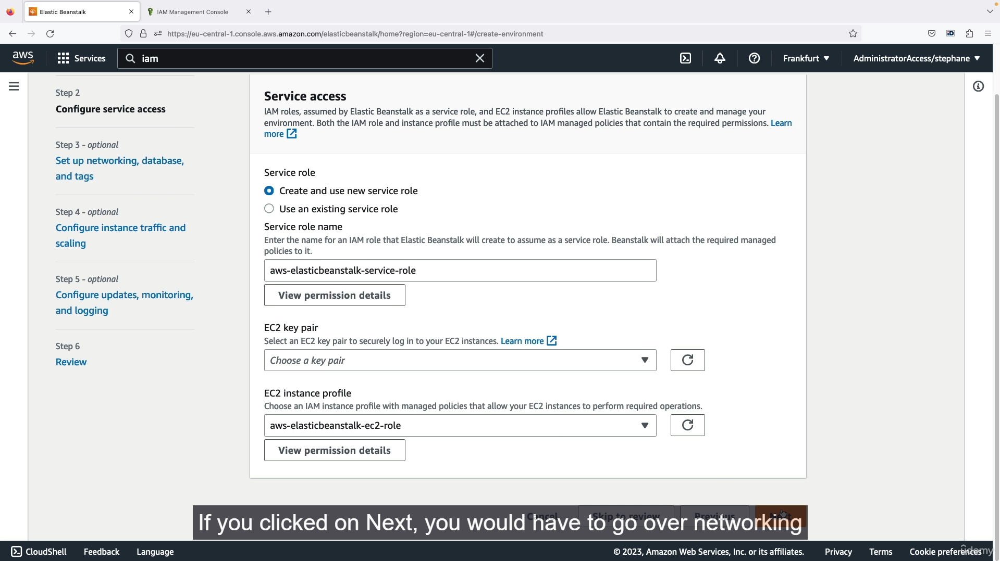 Elastic Beanstalk
IAM Management Console
https://eu-central-1.console.aws.amazon.com/elasticbeanstalk/home?region=eu-central-1#/create-environment
aws
Services
iam
Frankfurt
AdministratorAccess/stephane
Step 2
Configure service access
Step 3 - optional
Set up networking, database,
and tags
Step 4 - optional
Configure instance traffic and
scaling
Step 5 - optional
Configure updates, monitoring,
and logging
Step 6
Review
Service access
IAM roles, assumed by Elastic Beanstalk as a service role, and EC2 instance profiles allow Elastic Beanstalk to create and manage your
environment. Both the IAM role and instance profile must be attached to IAM managed policies that contain the required permissions. Learn
more
Service role
Create and use new service role
Use an existing service role
Service role name
Enter the name for an IAM role that Elastic Beanstalk will create to assume as a service role. Beanstalk will attach the required managed
policies to it.
aws-elasticbeanstalk-service-role
View permission details
EC2 key pair
Select an EC2 key pair to securely log in to your EC2 instances. Learn more
Choose a key pair
EC2 instance profile
Choose an IAM instance profile with managed policies that allow your EC2 instances to perform required operations.
aws-elasticbeanstalk-ec2-role
View permission details
Cancel Skip to review Previous Next
If you clicked on Next, you would have to go over networking
CloudShell Feedback Language
© 2023, Amazon Web Services, Inc. or its affiliates. Privacy Terms Cookie preferences
ûdemy